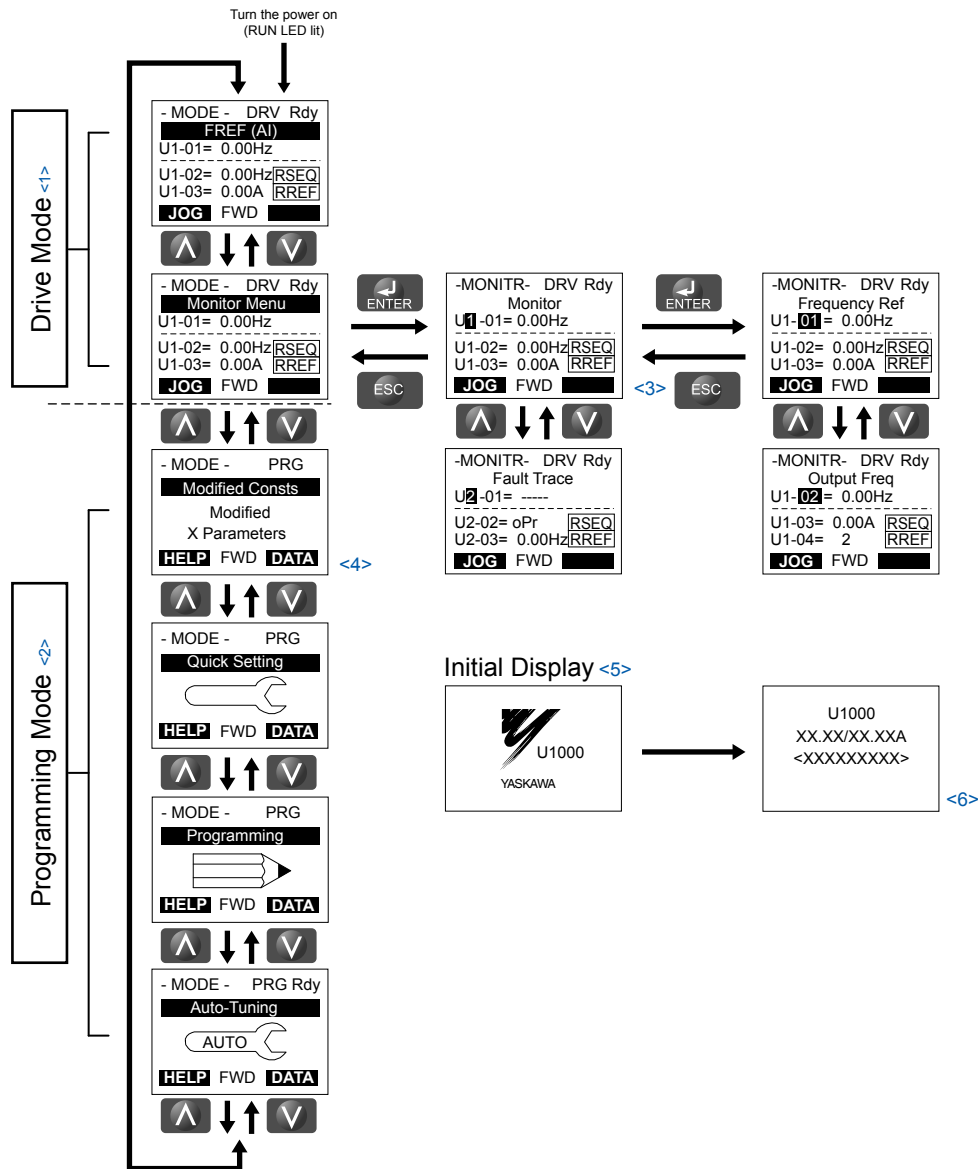 Turn the power on
(RUN LED lit)
Drive Mode <1>
- MODE - DRV Rdy
FREF (AI)
U1-01= 0.00Hz
U1-02= 0.00Hz RSEQ
U1-03= 0.00A RREF
JOG FWD
- MODE - DRV Rdy
Monitor Menu
U1-01= 0.00Hz
U1-02= 0.00Hz RSEQ
U1-03= 0.00A RREF
JOG FWD
ENTER
ESC
-MONITR- DRV Rdy
Monitor
U1 -01= 0.00Hz
U1-02= 0.00Hz RSEQ
U1-03= 0.00A RREF
JOG FWD
<3>
ENTER
ESC
-MONITR- DRV Rdy
Frequency Ref
U1- 01 = 0.00Hz
U1-02= 0.00Hz RSEQ
U1-03= 0.00A RREF
JOG FWD
-MONITR- DRV Rdy
Fault Trace
U2 -01= -----
U2-02= oPr RSEQ
U2-03= 0.00Hz RREF
JOG FWD
-MONITR- DRV Rdy
Output Freq
U1- 02 = 0.00Hz
U1-03= 0.00A RSEQ
U1-04= 2 RREF
JOG FWD
Programming Mode <2>
- MODE - PRG
Modified Consts
Modified
X Parameters
HELP FWD DATA
<4>
- MODE - PRG
Quick Setting
HELP FWD DATA
- MODE - PRG
Programming
HELP FWD DATA
- MODE - PRG Rdy
Auto-Tuning
AUTO
HELP FWD DATA
Initial Display <5>
U1000
YASKAWA
U1000
XX.XX/XX.XXA
<XXXXXXXXX>
<6>